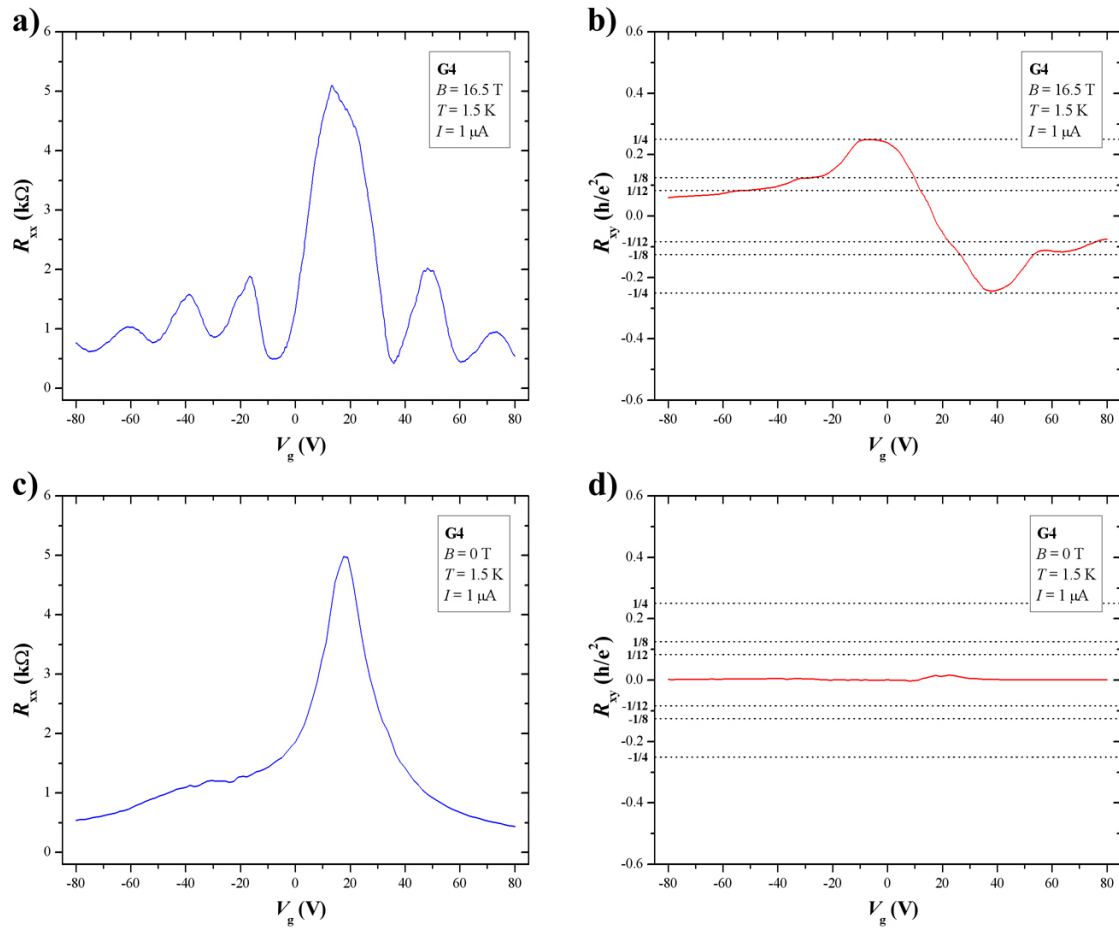 a)
6
5
4
3
2
1
0
R_xx (kΩ)
-80 -60 -40 -20 0 20 40 60 80
V_g (V)
G4
B = 16.5 T
T = 1.5 K
I = 1 μA
b)
0.6
0.4
1/4
0.2
1/8
1/12
0.0
-1/12
-1/8
-0.2
-1/4
-0.4
-0.6
R_xy (h/e²)
-80 -60 -40 -20 0 20 40 60 80
V_g (V)
G4
B = 16.5 T
T = 1.5 K
I = 1 μA
c)
6
5
4
3
2
1
0
R_xx (kΩ)
-80 -60 -40 -20 0 20 40 60 80
V_g (V)
G4
B = 0 T
T = 1.5 K
I = 1 μA
d)
0.6
0.4
1/4
0.2
1/8
1/12
0.0
-1/12
-1/8
-0.2
-1/4
-0.4
-0.6
R_xy (h/e²)
-80 -60 -40 -20 0 20 40 60 80
V_g (V)
G4
B = 0 T
T = 1.5 K
I = 1 μA